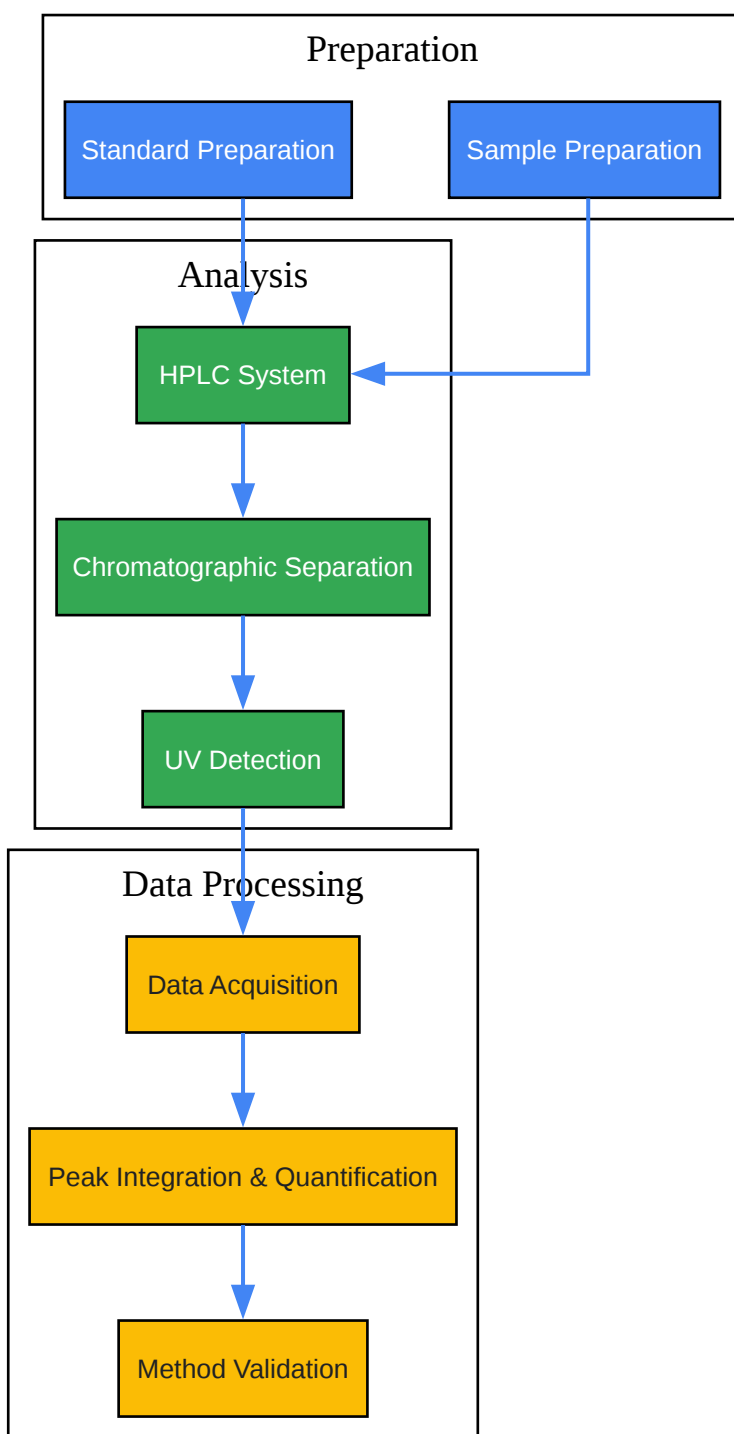 Preparation
Standard Preparation
Sample Preparation
Analysis
HPLC System
Chromatographic Separation
UV Detection
Data Processing
Data Acquisition
Peak Integration & Quantification
Method Validation